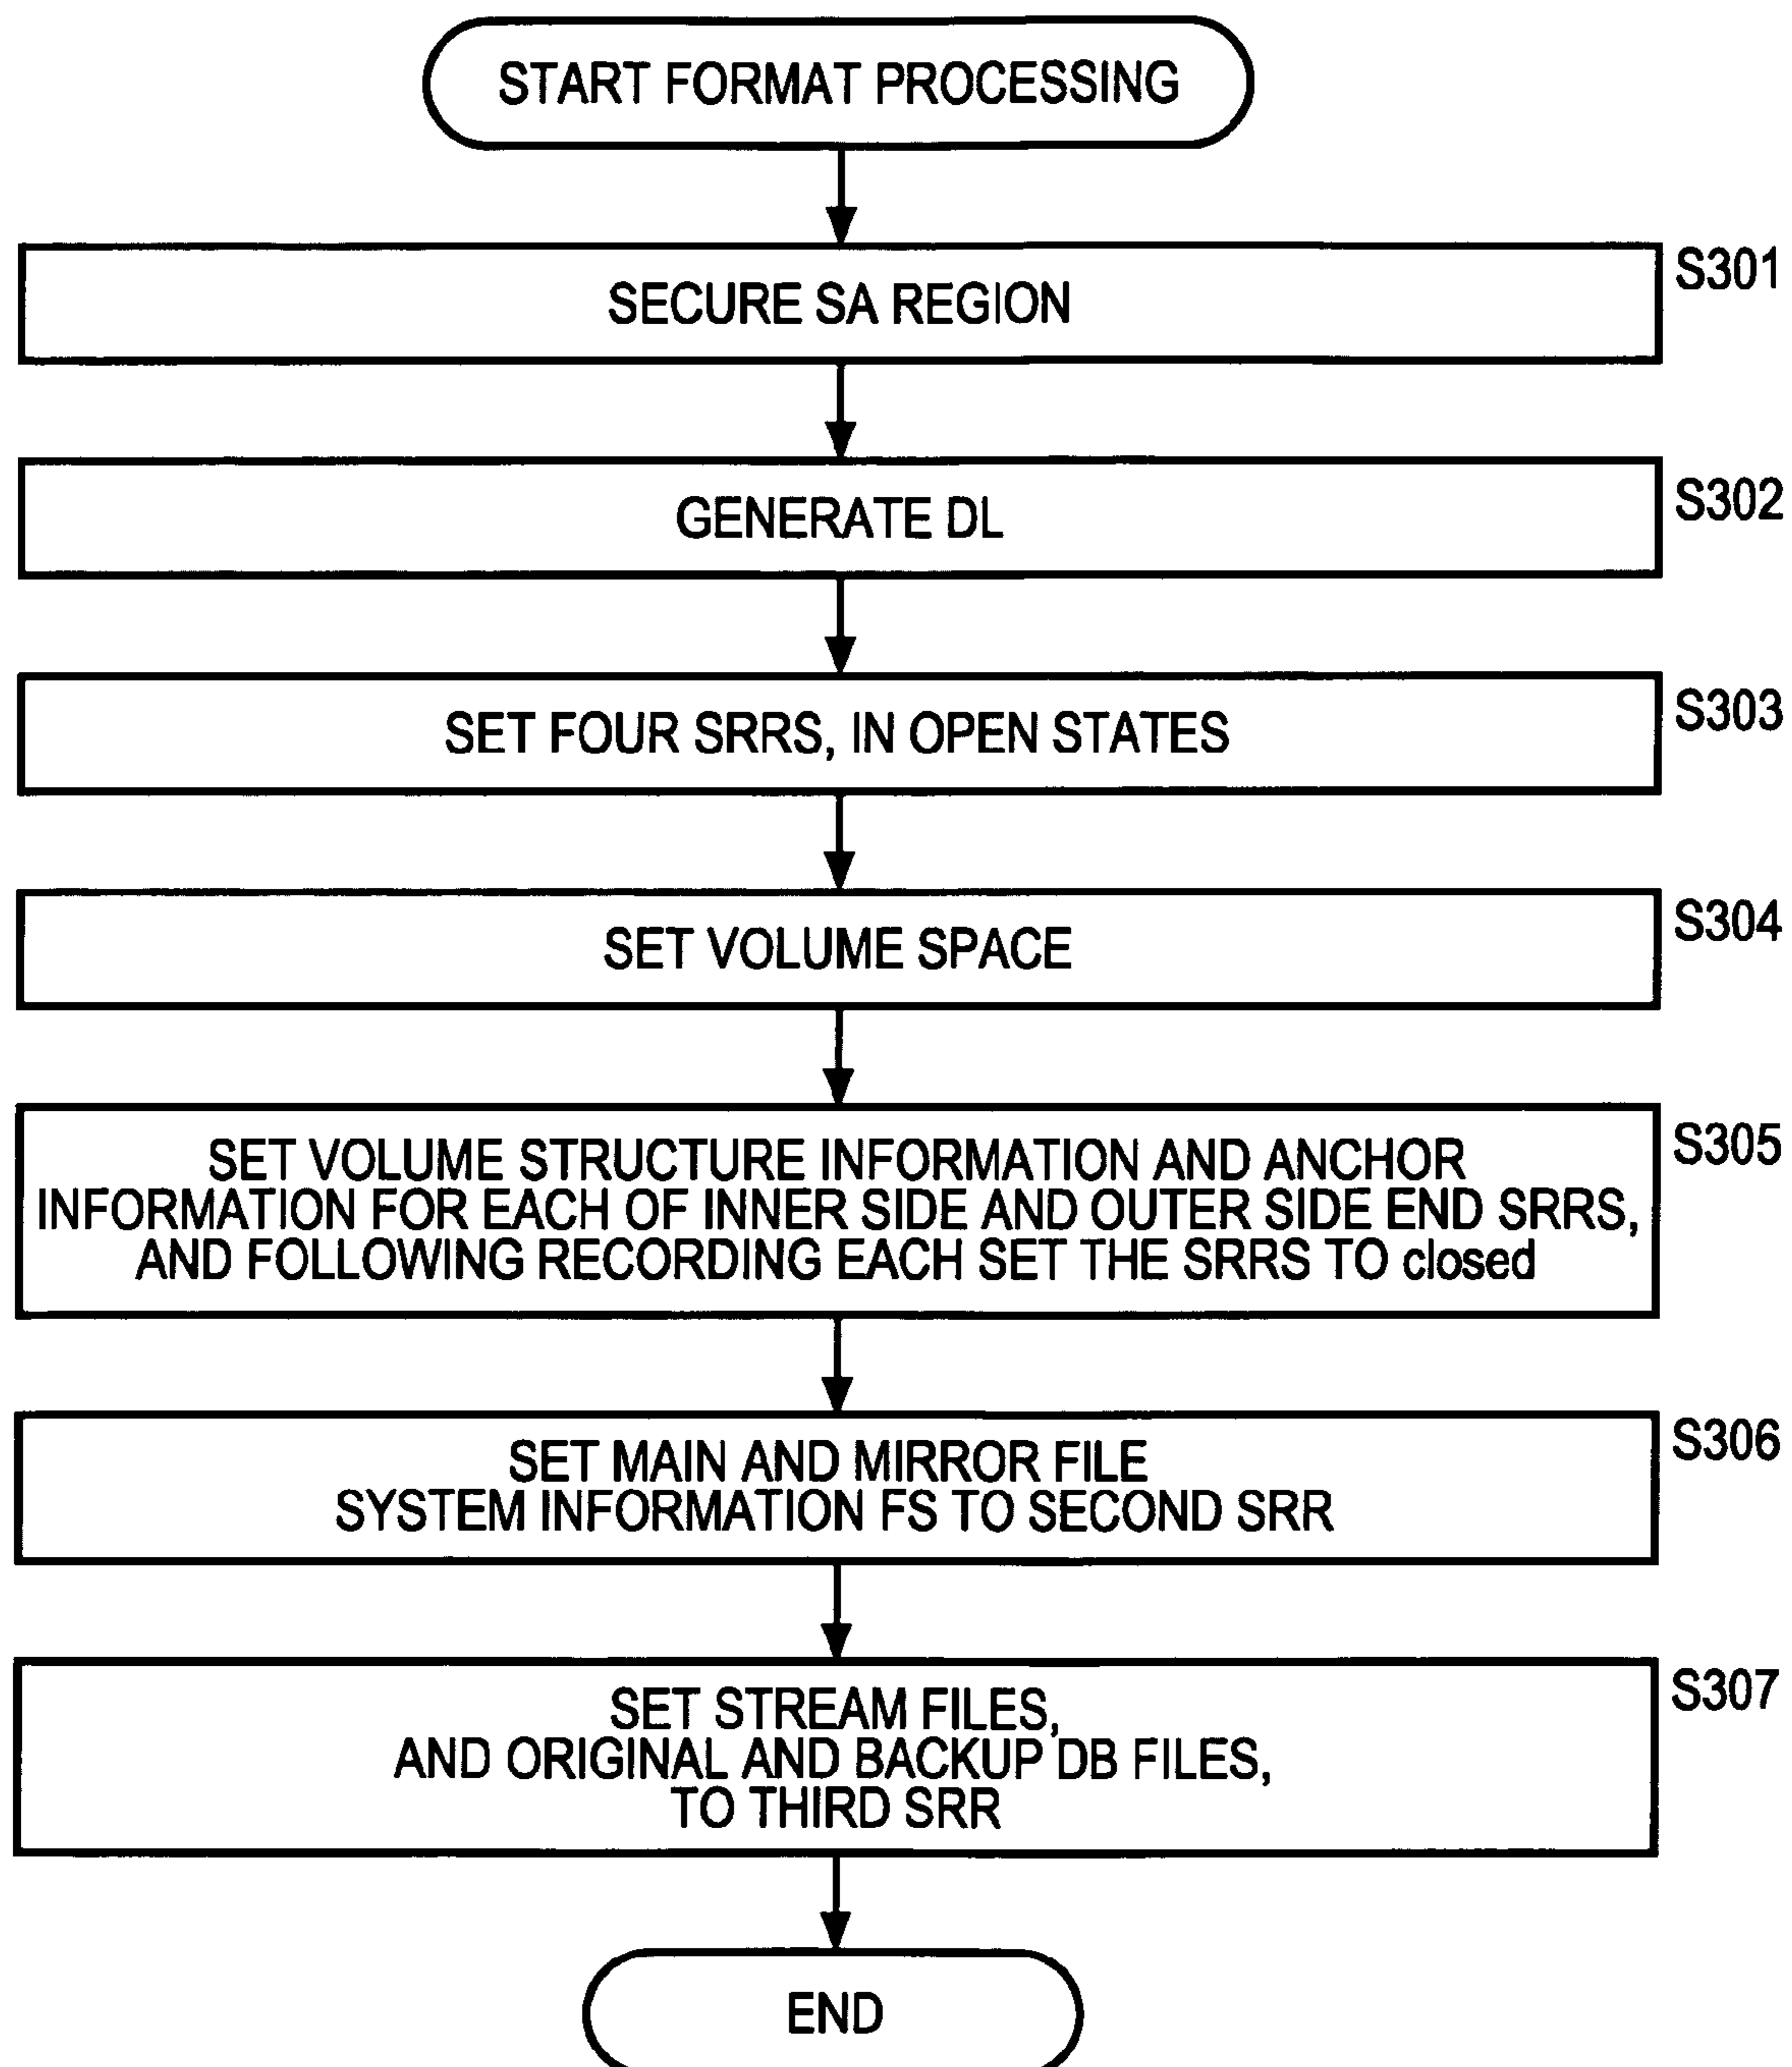 START FORMAT PROCESSING
S301
SECURE SA REGION
S302
GENERATE DL
S303
SET FOUR SRRS, IN OPEN STATES
S304
SET VOLUME SPACE
S305
SET VOLUME STRUCTURE INFORMATION AND ANCHOR
INFORMATION FOR EACH OF INNER SIDE AND OUTER SIDE END SRRS,
AND FOLLOWING RECORDING EACH SET THE SRRS TO closed
S306
SET MAIN AND MIRROR FILE
SYSTEM INFORMATION FS TO SECOND SRR
S307
SET STREAM FILES,
AND ORIGINAL AND BACKUP DB FILES,
TO THIRD SRR
END